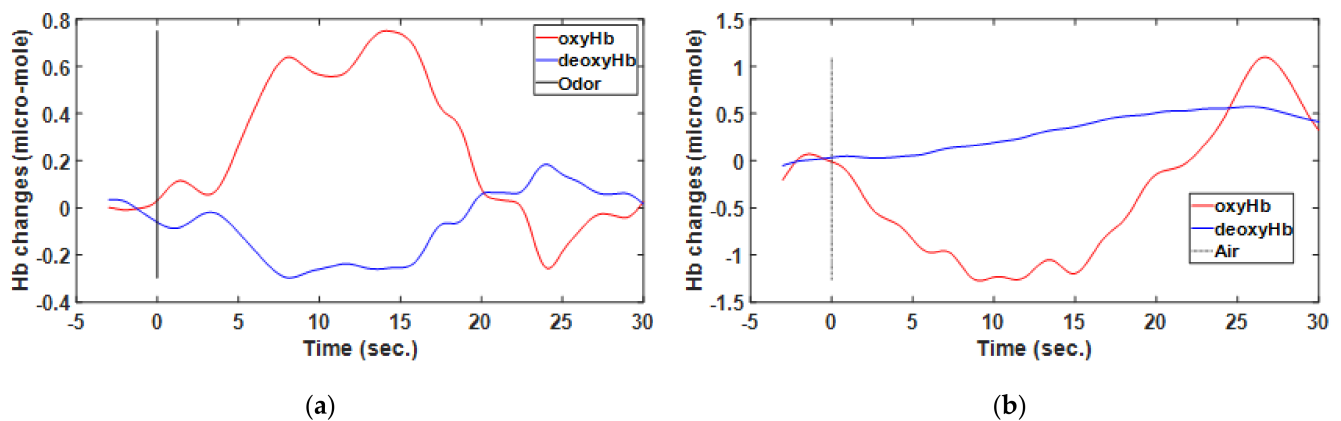 0.8
0.6
0.4
0.2
0
-0.2
-0.4
Hb changes (micro-mole)
oxyHb
deoxyHb
Odor
-5 0 5 10 15 20 25 30
Time (sec.)
(a)
1.5
1
0.5
0
-0.5
-1
-1.5
Hb changes (micro-mole)
oxyHb
deoxyHb
Air
-5 0 5 10 15 20 25 30
Time (sec.)
(b)